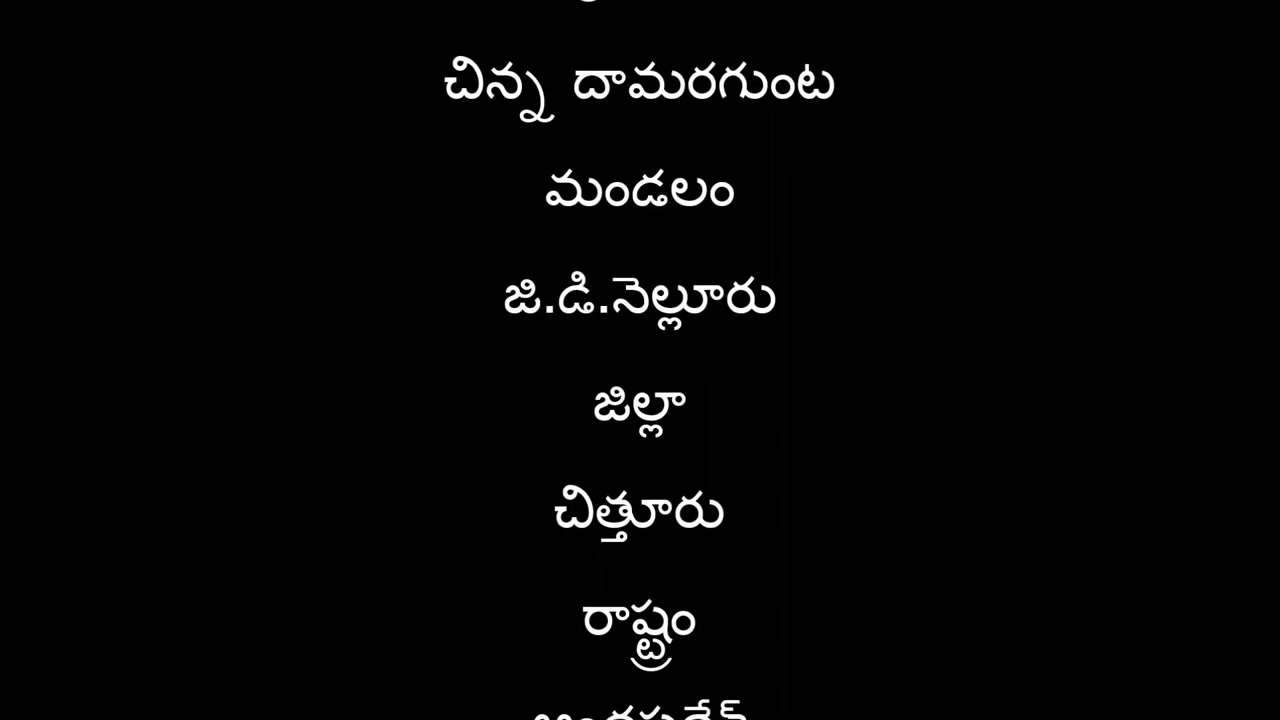 చిన్న దామరగుంట
మండలం
జి.డి.నెల్లూరు
జిల్లా
చిత్తూరు
రాష్ట్రం